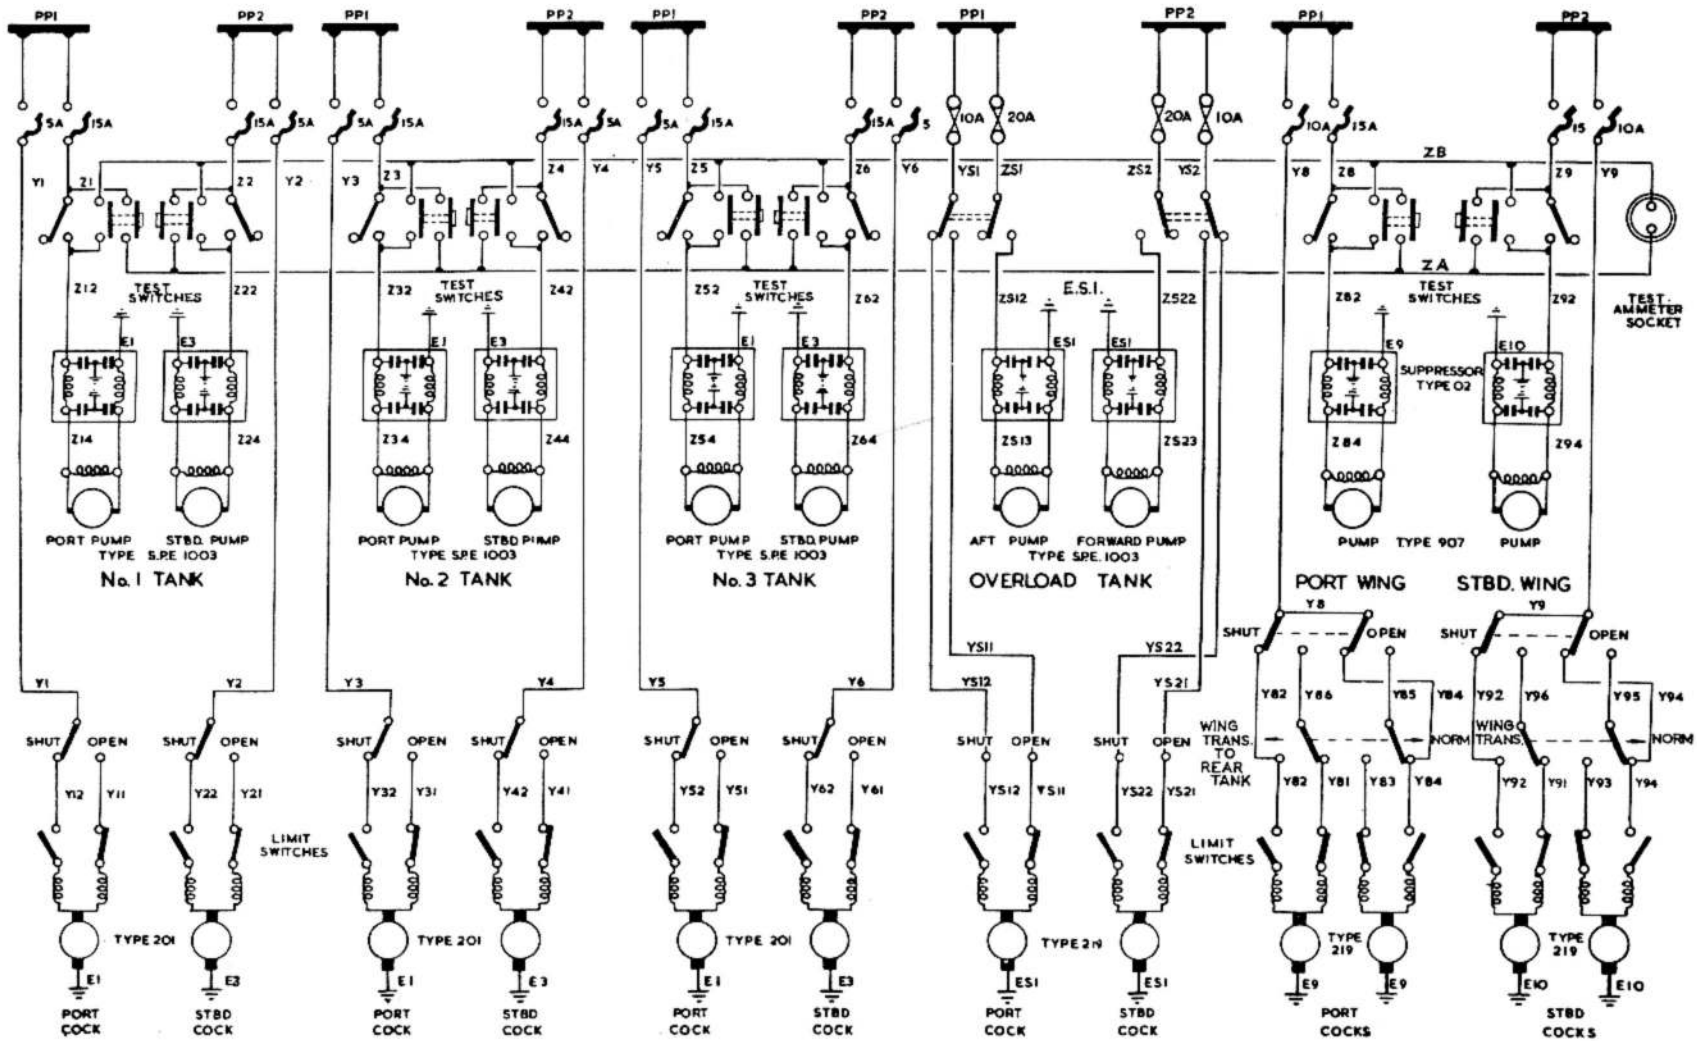 PP1 PP2 PP1 PP2 PP1 PP2 PP1 PP2 PP1 PP2
5A 15A 15A 5A 5A 15A 15A 5A 5A 15A 15A 5 10A 20A 20A 10A 10A 15A 15 10A
ZB
Y1 Z1 Z2 Y2 Y3 Z3 Z4 Y4 Y5 Z5 Z6 Y6 YS1 ZS1 ZS2 YS2 Y8 Z8 Z9 Y9
ZA
Z12 TEST SWITCHES Z22 Z32 TEST SWITCHES Z42 Z52 TEST SWITCHES Z62 ZS12 E.S.I. ZS22 Z82 TEST SWITCHES Z92 TEST AMMETER SOCKET
E1 E3 E1 E3 E1 E3 ES1 ES1 E9 E10
SUPPRESSOR
TYPE 02
Z14 Z24 Z34 Z44 Z54 Z64 ZS13 ZS23 Z84 Z94
PORT PUMP STBD. PUMP PORT PUMP STBD PUMP PORT PUMP STBD. PUMP AFT PUMP FORWARD PUMP PUMP TYPE 907 PUMP
TYPE S.P.E 1003 TYPE S.P.E 1003 TYPE S.P.E 1003 TYPE S.P.E. 1003
No. 1 TANK No. 2 TANK No. 3 TANK OVERLOAD TANK PORT WING STBD. WING
Y8 Y9
SHUT OPEN SHUT OPEN
YS11 YS22
Y1 Y2 Y3 Y4 Y5 Y6 YS12 YS21 Y82 Y86 Y85 Y84 Y92 Y96 Y95 Y94
WING TRANS. TO REAR TANK NORM WING TRANS. NORM
SHUT OPEN SHUT OPEN SHUT OPEN SHUT OPEN SHUT OPEN SHUT OPEN SHUT OPEN SHUT OPEN
Y12 Y11 Y22 Y21 Y32 Y31 Y42 Y41 Y52 Y51 Y62 Y61 YS12 YS11 YS22 YS21 Y82 Y81 Y83 Y84 Y92 Y91 Y93 Y94
LIMIT SWITCHES LIMIT SWITCHES
TYPE 201 TYPE 201 TYPE 201 TYPE 219 TYPE 219 TYPE 219
E1 E3 E1 E3 E1 E3 ES1 ES1 E9 E9 E10 E10
PORT COCK STBD COCK PORT COCK STBD COCK PORT COCK STBD COCK PORT COCK STBD COCK PORT COCKS STBD COCKS